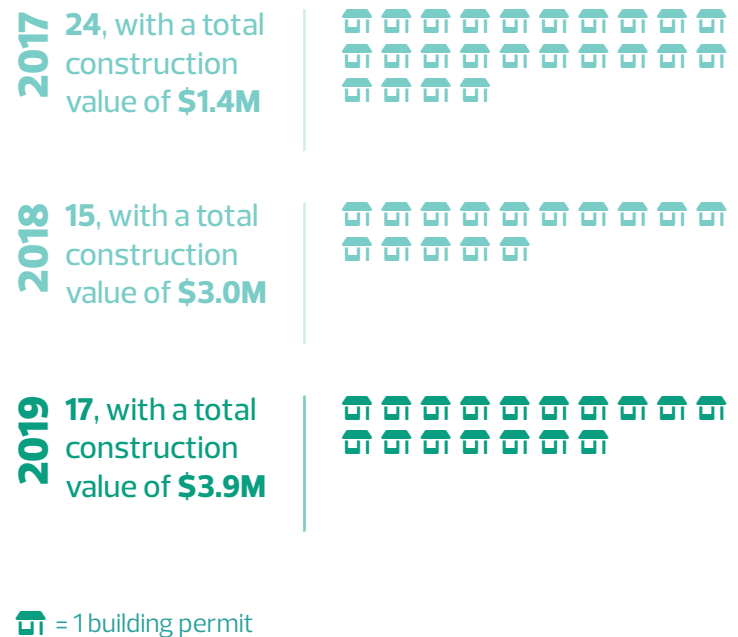 2017
24, with a total
construction
value of $1.4M
2018
15, with a total
construction
value of $3.0M
2019
17, with a total
construction
value of $3.9M
= 1 building permit